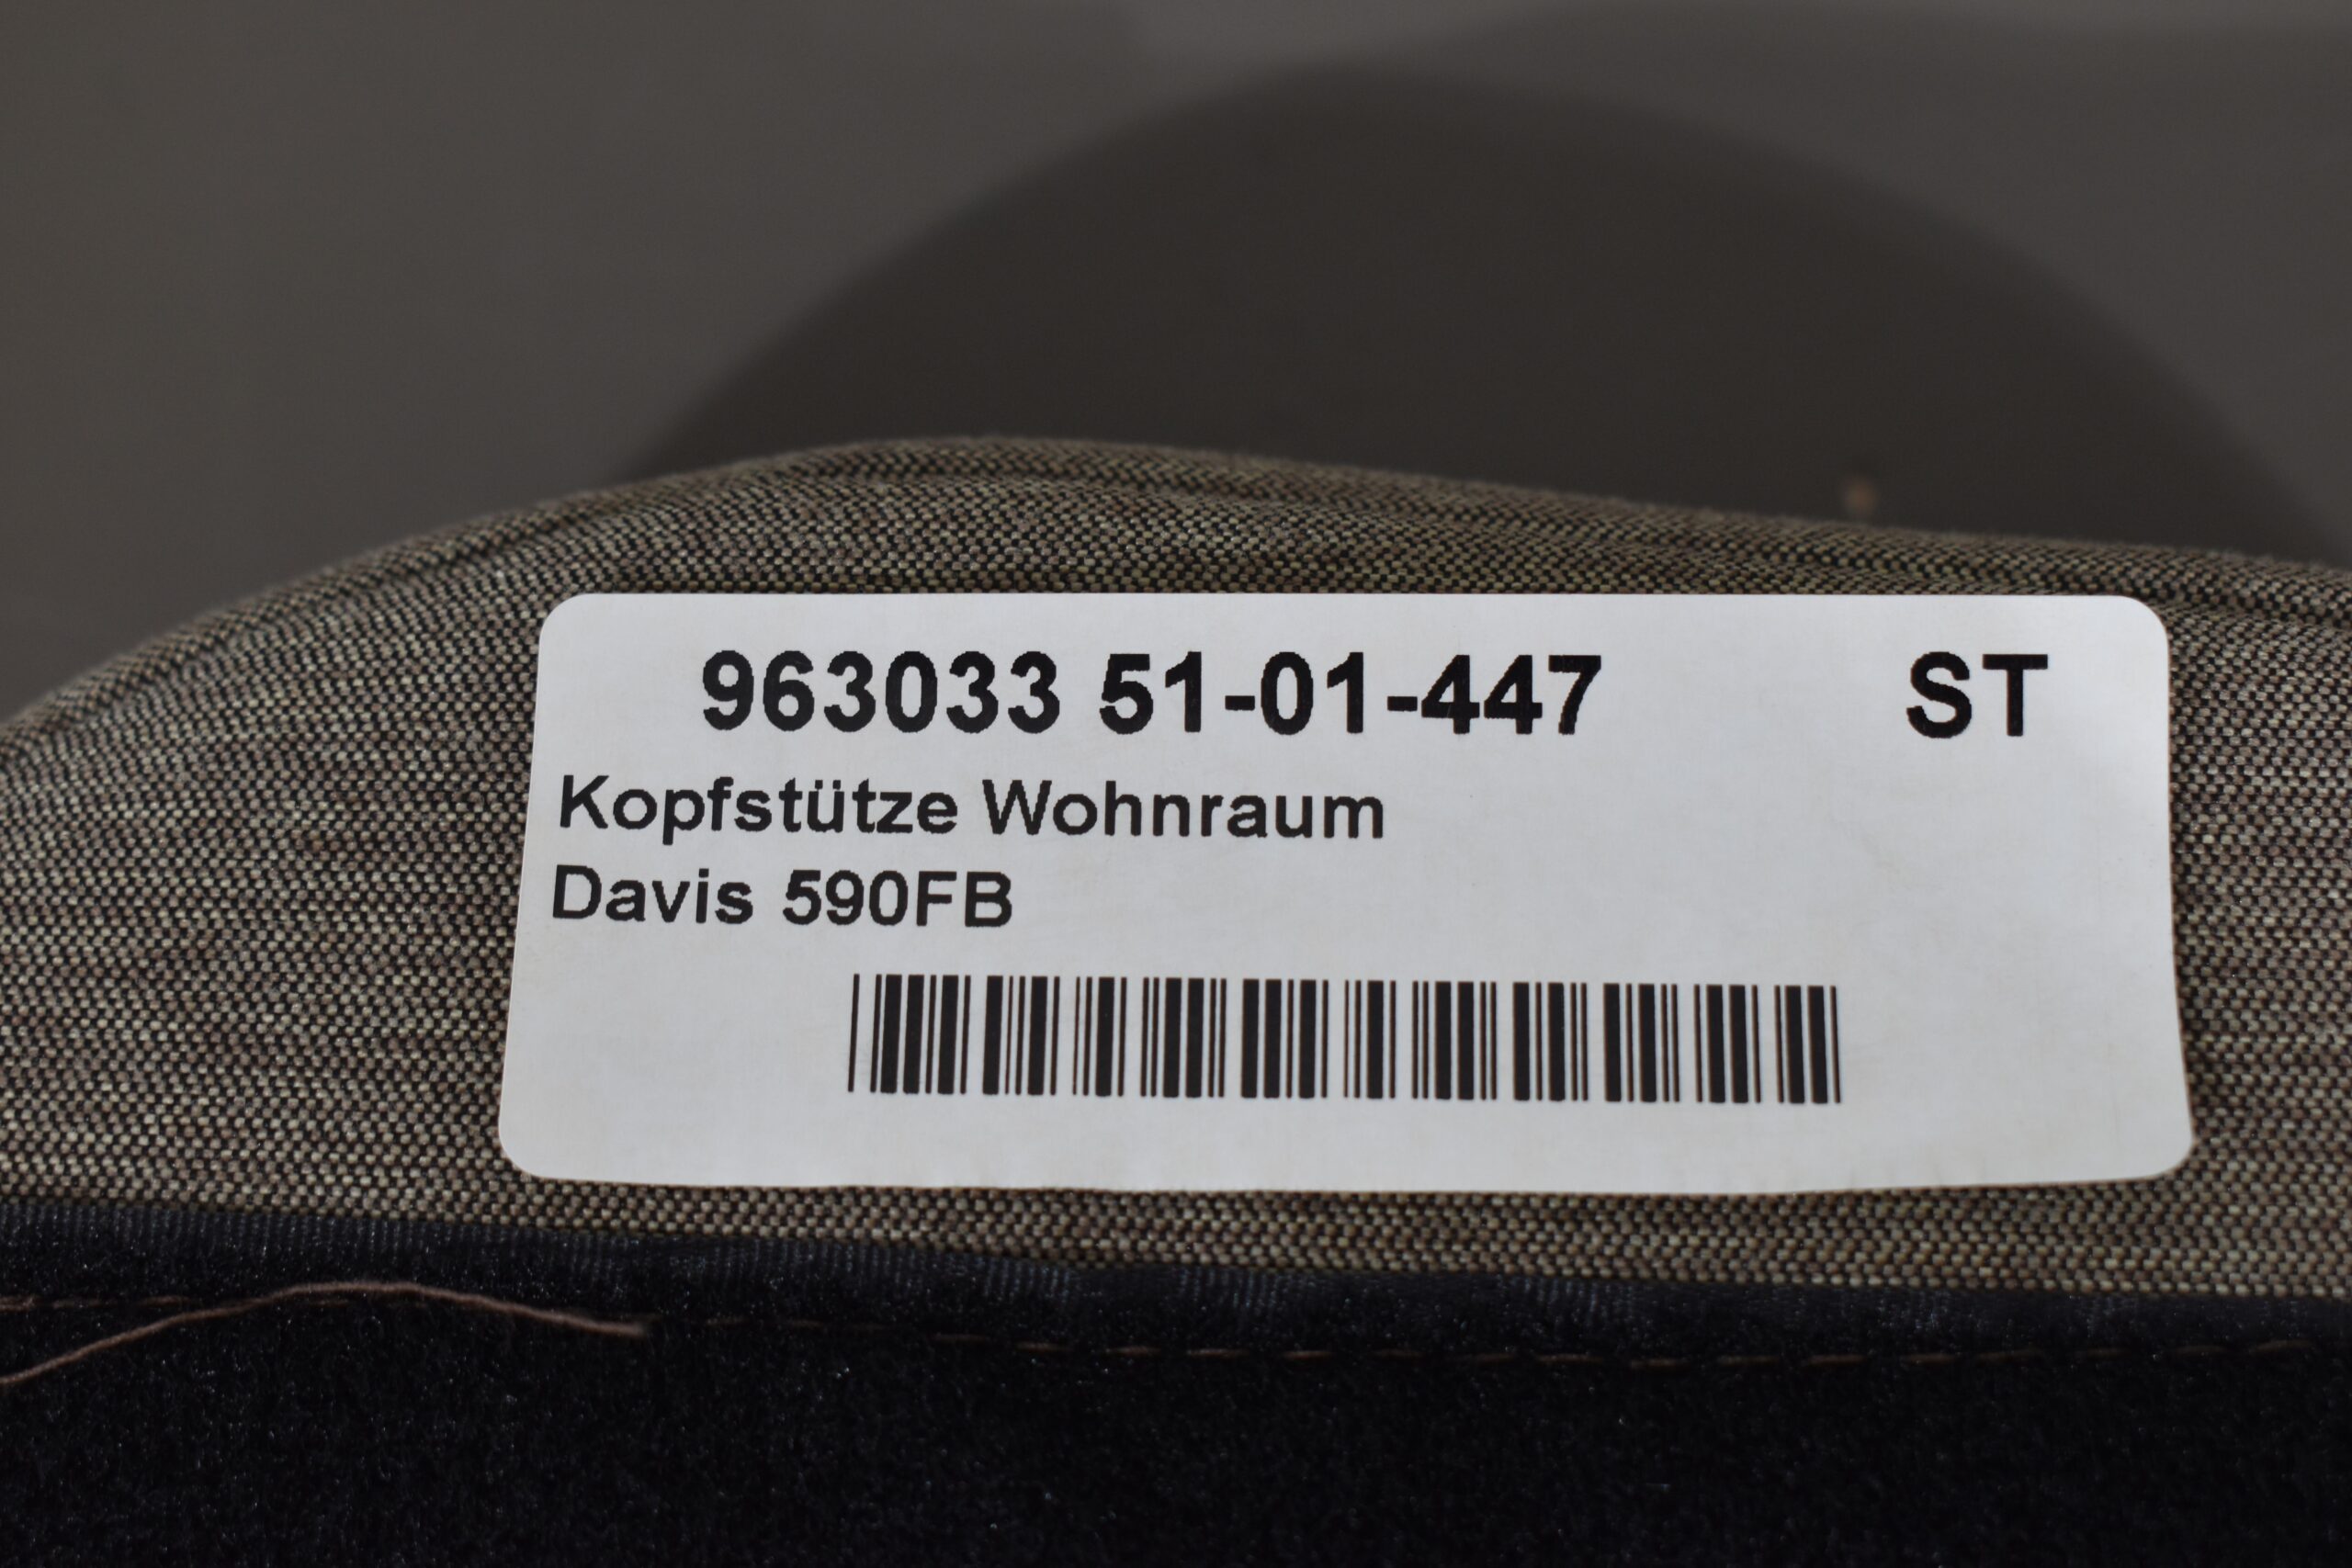 963033 51-01-447 ST
Kopfstütze Wohnraum
Davis 590FB